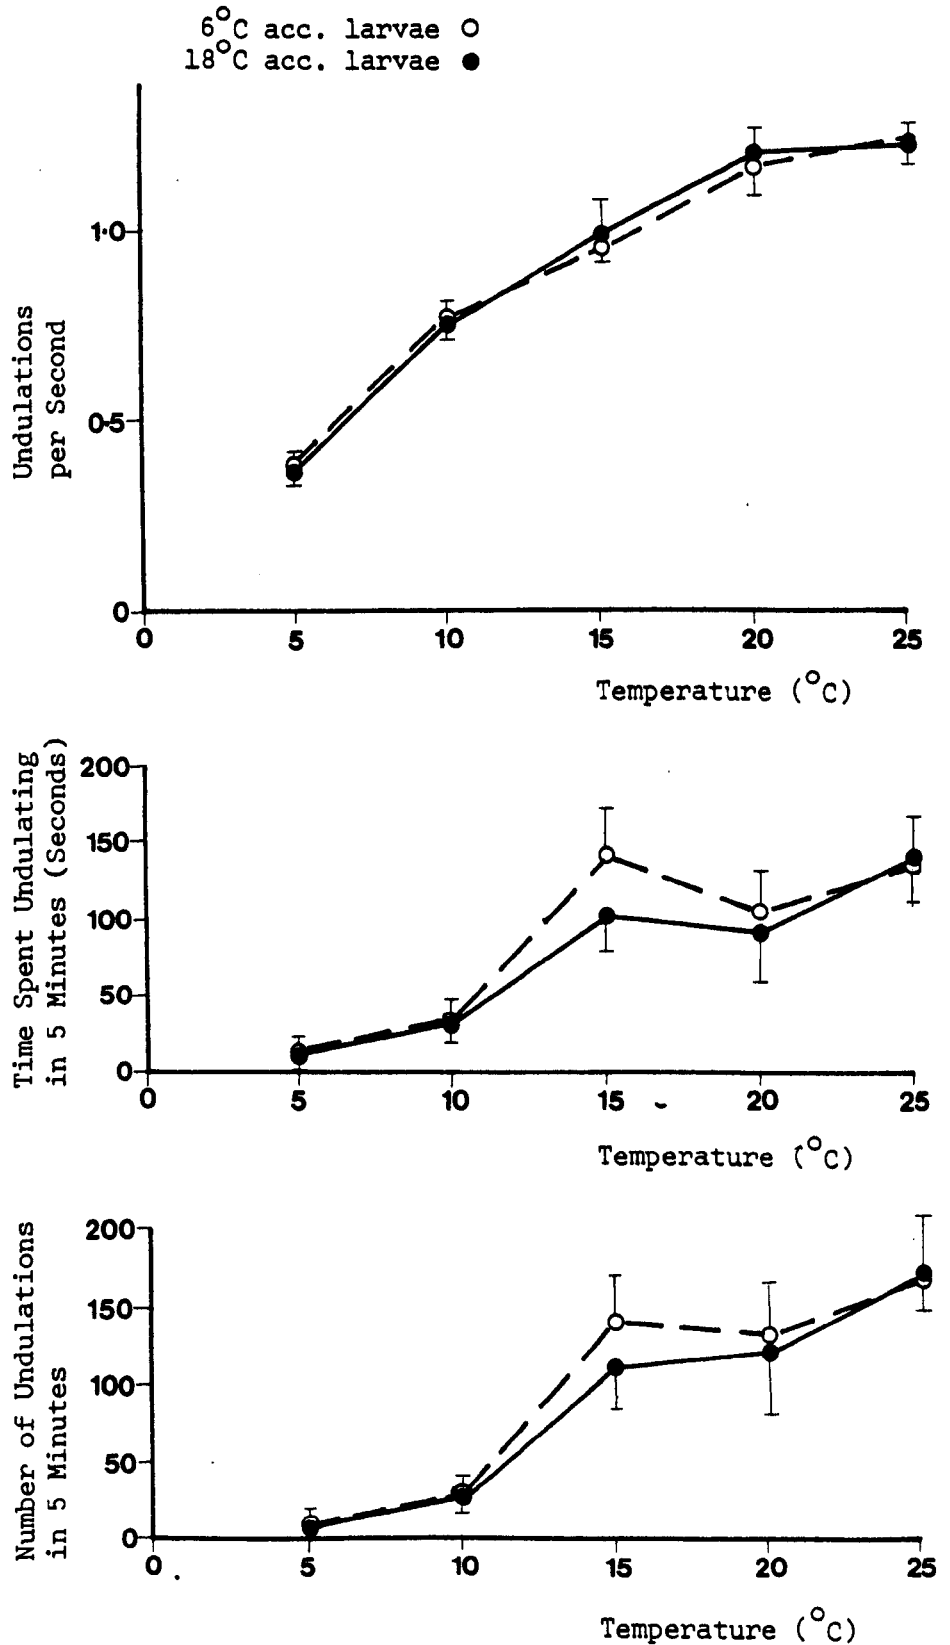 6°C acc. larvae
18°C acc. larvae
Undulations
per Second
1·0
0·5
0
0 5 10 15 20 25
Temperature (°C)
Time Spent Undulating
in 5 Minutes (Seconds)
200
150
100
50
0
0 5 10 15 20 25
Temperature (°C)
Number of Undulations
in 5 Minutes
200
150
100
50
0
0 5 10 15 20 25
Temperature (°C)